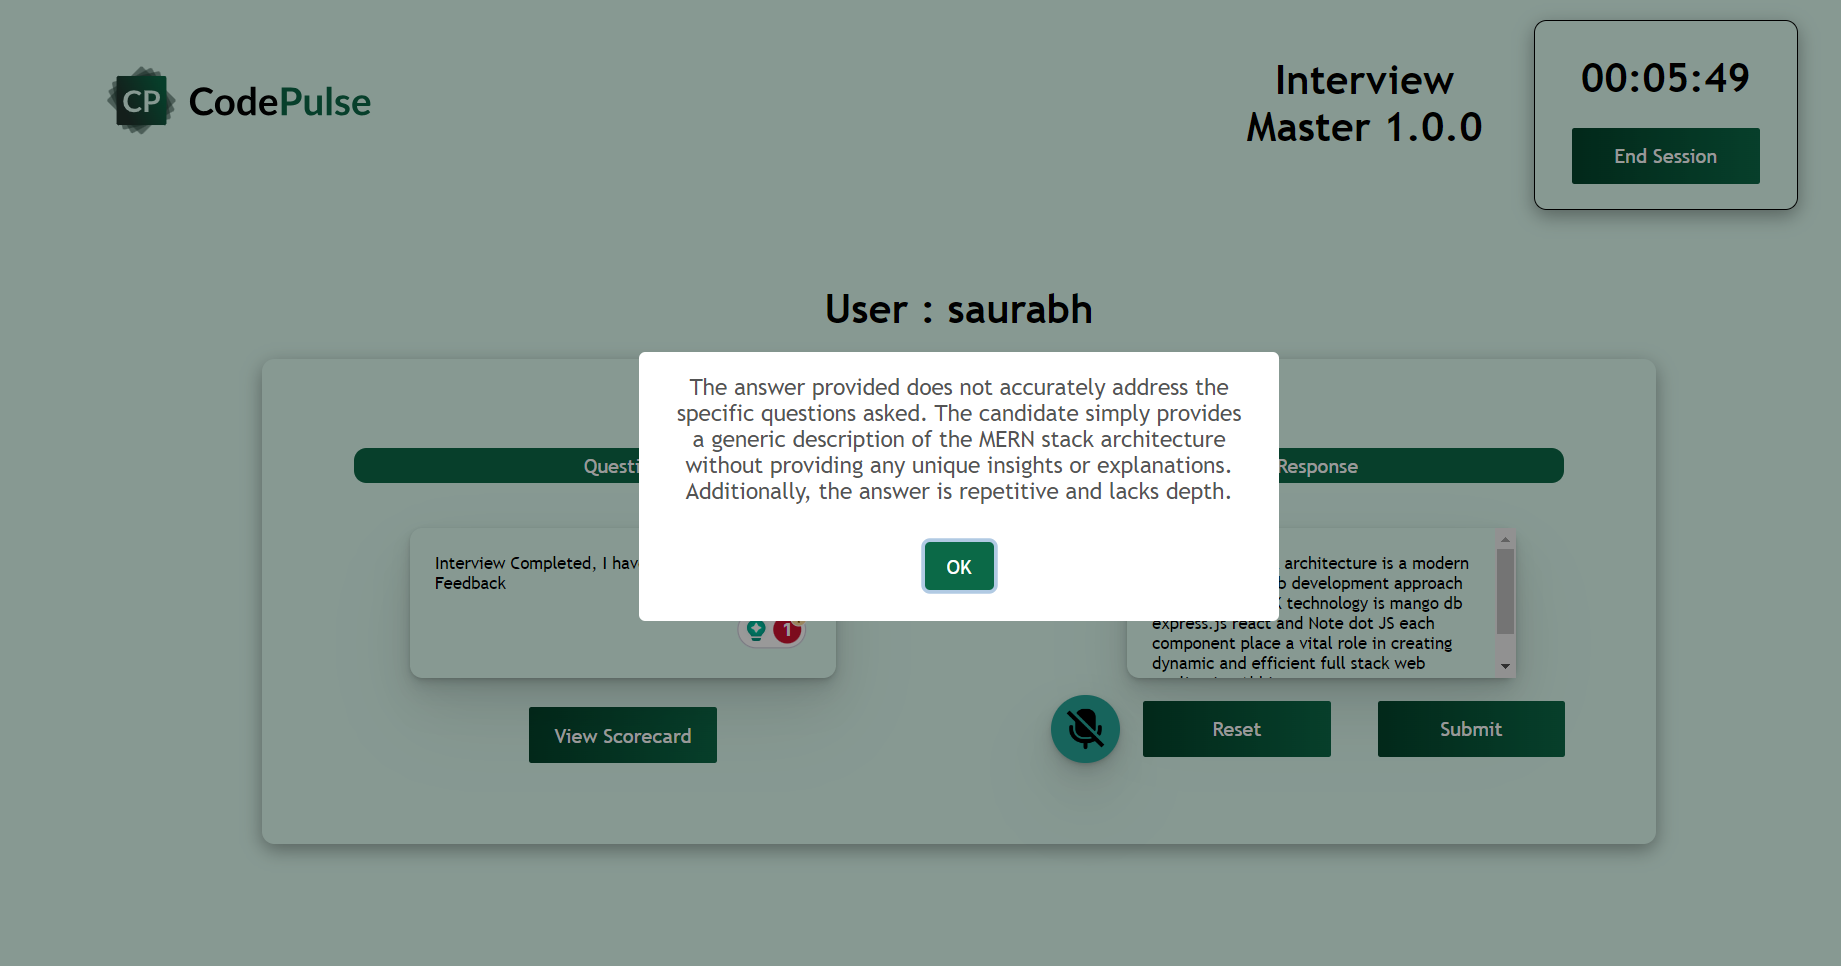 CP CodePulse
Interview
Master 1.0.0
00:05:49
End Session
User : saurabh
The answer provided does not accurately address the
specific questions asked. The candidate simply provides
a generic description of the MERN stack architecture
without providing any unique insights or explanations.
Additionally, the answer is repetitive and lacks depth.
OK
Response
Interview Completed, I
Feedback
1
View Scorecard
architecture is a modern
development approach
technology is mango db
express.js react and Note dot JS each
component place a vital role in creating
dynamic and efficient full stack web
Reset
Submit